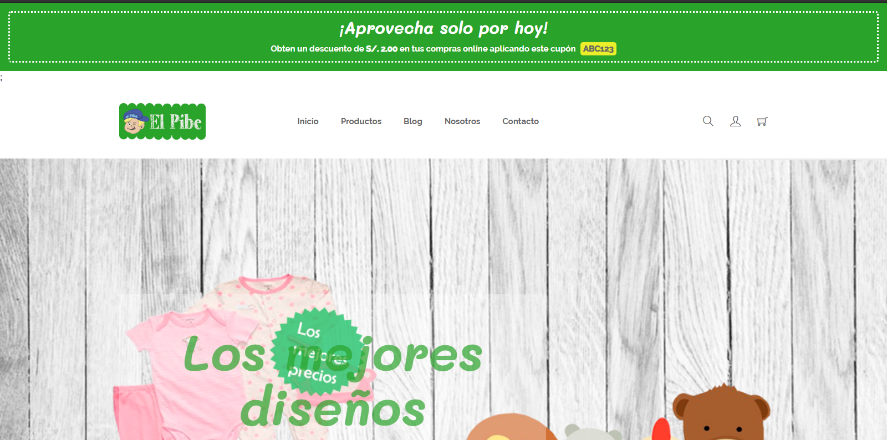 ¡Aprovecha solo por hoy!
Obten un descuento de S/. 2.00 en tus compras online aplicando este cupón ABC123
;
El Pibe
Inicio Productos Blog Nosotros Contacto
Los
mejores
precios
Los mejores
diseños